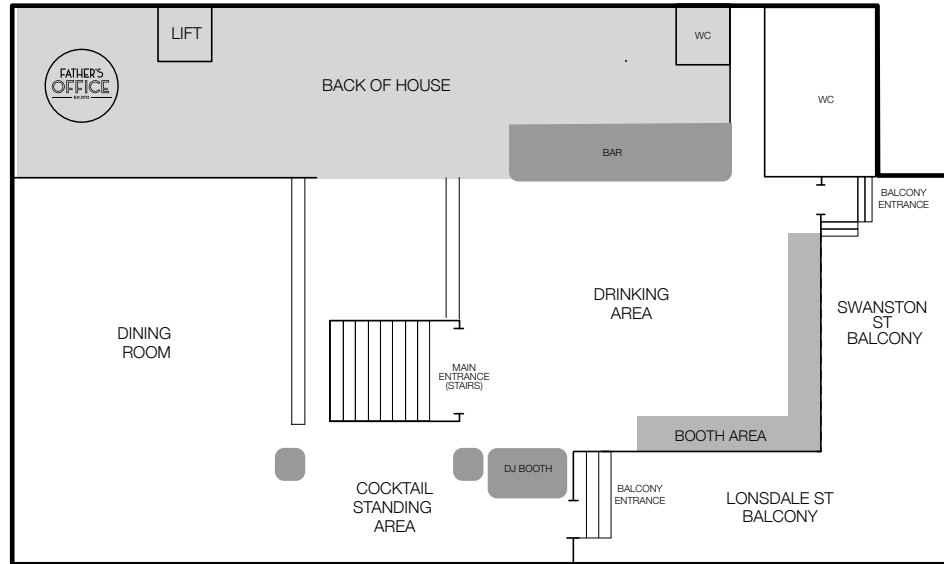 LIFT
WC
FATHER'S
OFFICE
BACK OF HOUSE
WC
BAR
BALCONY
ENTRANCE
DRINKING
AREA
SWANSTON
ST
BALCONY
DINING
ROOM
MAIN
ENTRANCE
(STAIRS)
BOOTH AREA
DJ BOOTH
COCKTAIL
STANDING
AREA
BALCONY
ENTRANCE
LONSDALE ST
BALCONY